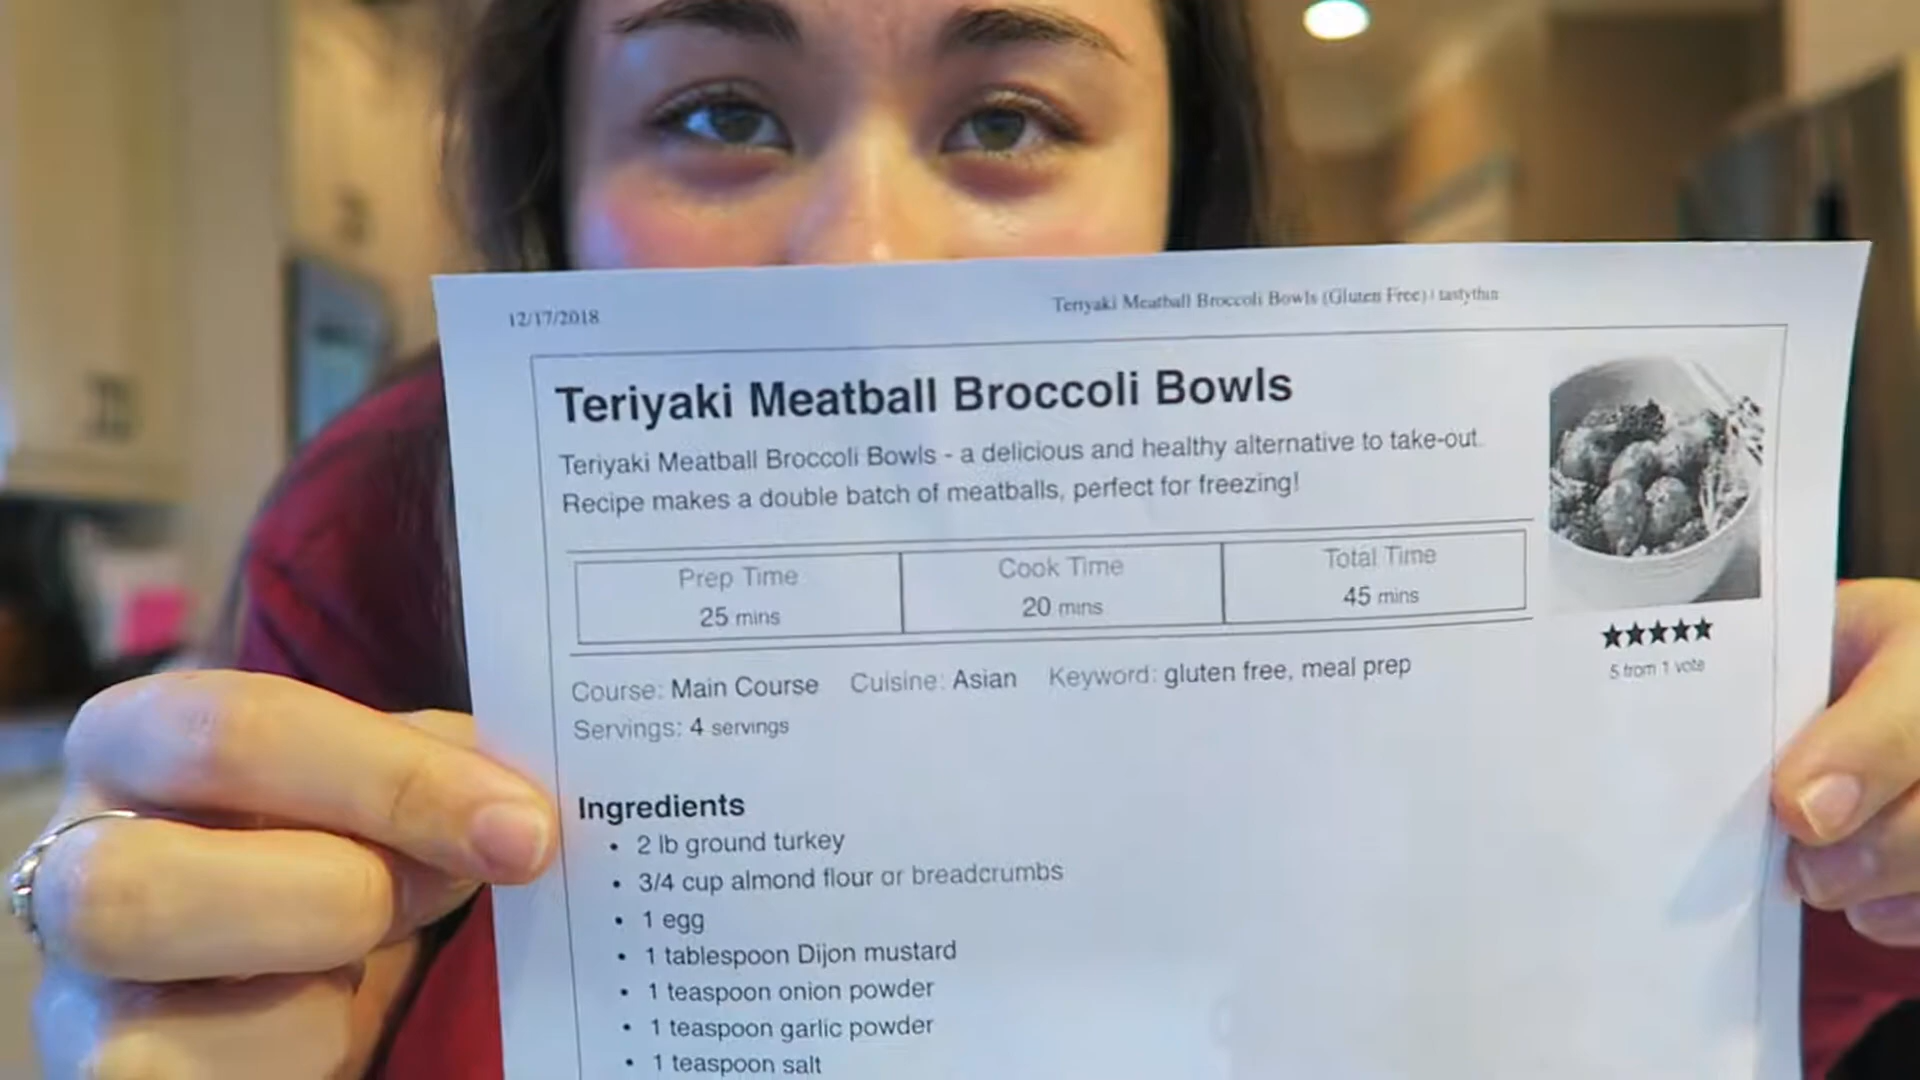 12/17/2018
Teriyaki Meatball Broccoli Bowls (Gluten Free) | tastythin
Teriyaki Meatball Broccoli Bowls
Teriyaki Meatball Broccoli Bowls - a delicious and healthy alternative to take-out.
Recipe makes a double batch of meatballs, perfect for freezing!
Prep Time
25 mins
Cook Time
20 mins
Total Time
45 mins
5 from 1 vote
Course: Main Course Cuisine: Asian Keyword: gluten free, meal prep
Servings: 4 servings
Ingredients
• 2 lb ground turkey
• 3/4 cup almond flour or breadcrumbs
• 1 egg
• 1 tablespoon Dijon mustard
• 1 teaspoon onion powder
• 1 teaspoon garlic powder
• 1 teaspoon salt